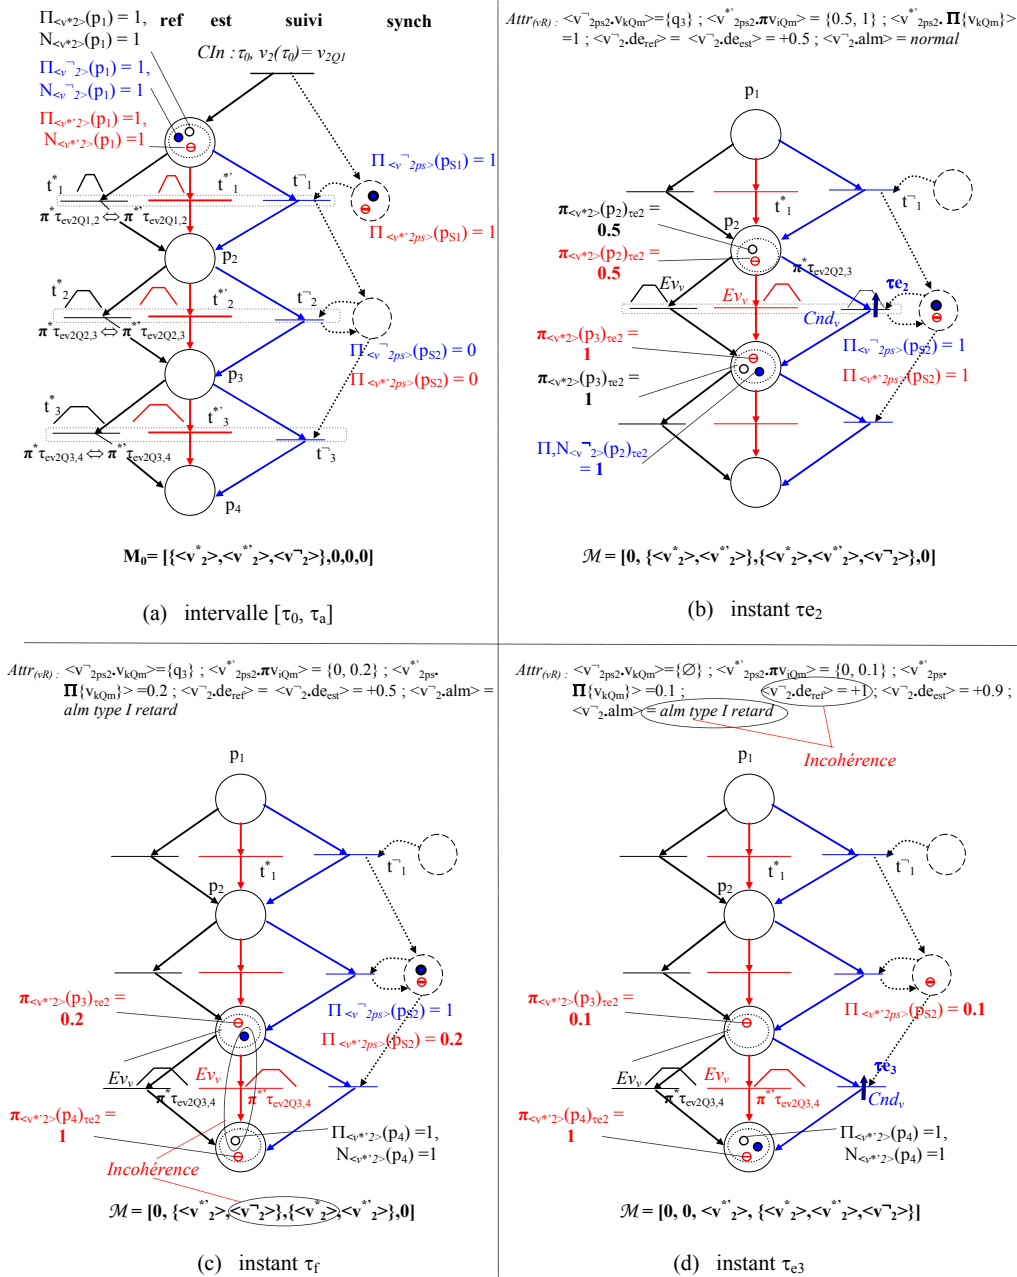 Π<v*2>(p1) = 1,
N<v*2>(p1) = 1
Π<v¬2>(p1) = 1,
N<v¬2>(p1) = 1
Π<v*'2>(p1) =1,
N<v*'2>(p1) =1
ref est suivi synch
CIn : τ0, v2(τ0) = v2Q1
Π<v¬2ps>(pS1) = 1
Π<v*'2ps>(pS1) = 1
t*1
t*'1
t¬1
π*τev2Q1,2 ⇔ π*'τev2Q1,2
p2
t*2
t*'2
t¬2
π*τev2Q2,3 ⇔ π*'τev2Q2,3
Π<v¬2ps>(pS2) = 0
Π<v*'2ps>(pS2) = 0
p3
t*3
t*'3
t¬3
π*τev2Q3,4 ⇔ π*'τev2Q3,4
p4
M0 = [{<v*2>,<v*'2>,<v¬2>},0,0,0]
(a) intervalle [τ0, τa]
Attr(vR) : <v¬2ps2.vkQm>={q3} ; <v*'2ps2.πviQm> = {0.5, 1} ; <v*'2ps2.Π{vkQm}>
=1 ; <v¬2.deref> = <v¬2.deest> = +0.5 ; <v¬2.alm> = normal
p1
t*1
t¬1
π<v*2>(p2)τe2 =
0.5
p2
π<v*'2>(p2)τe2 =
0.5
π*τev2Q2,3
Evv
Evv
τe2
Cndv
π<v*'2>(p3)τe2 =
1
π<v*2>(p3)τe2 =
1
Π<v¬2ps>(pS2) = 1
Π<v*'2ps>(pS2) = 1
Π,N<v¬2>(p2)τe2
= 1
ℳ = [0, {<v*2>,<v*'2>},{<v*2>,<v*'2>,<v¬2>},0]
(b) instant τe2
Attr(vR) : <v¬2ps2.vkQm>={q3} ; <v*'2ps2.πviQm> = {0, 0.2} ; <v*'2ps.
Π{vkQm}> =0.2 ; <v¬2.deref> = <v¬2.deest> = +0.5 ; <v¬2.alm> =
alm type I retard
p1
t*1
t¬1
p2
π<v*'2>(p3)τe2 =
0.2
Π<v¬2ps>(pS2) = 1
Π<v*'2ps>(pS2) = 0.2
Evv
Evv
π*τev2Q3,4
π*'τev2Q3,4
π<v*'2>(p4)τe2 =
1
Π<v*'2>(p4) =1,
N<v*'2>(p4) =1
Incohérence
ℳ = [0, {<v*'2>,<v¬2>},{<v*2>,<v*'2>},0]
(c) instant τf
Attr(vR) : <v¬2ps2.vkQm>={∅} ; <v*'2ps2.πviQm> = {0, 0.1} ; <v*'2ps.
Π{vkQm}> =0.1 ; <v¬2.deref> = +1 ; <v¬2.deest> = +0.9 ;
<v¬2.alm> = alm type I retard
Incohérence
p1
t*1
t¬1
p2
π<v*'2>(p3)τe2 =
0.1
Π<v*'2ps>(pS2) = 0.1
τe3
Evv
Evv
π*τev2Q3,4
π*'τev2Q3,4
Cndv
π<v*'2>(p4)τe2 =
1
Π<v*'2>(p4) =1,
N<v*'2>(p4) =1
ℳ = [0, 0, <v*'2>, {<v*2>,<v*'2>,<v¬2>}]
(d) instant τe3